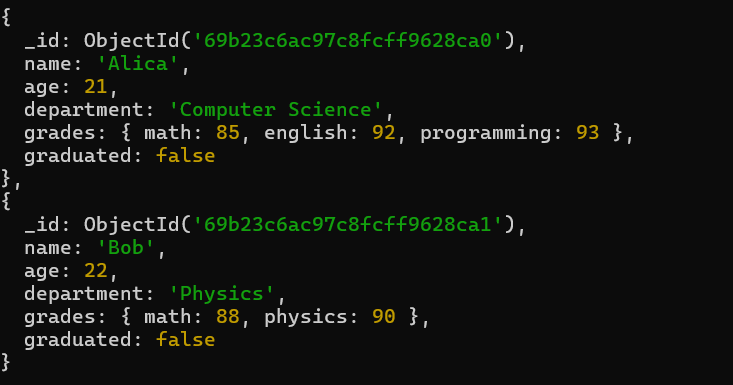 {
  _id: ObjectId('69b23c6ac97c8fcff9628ca0'),
  name: 'Alica',
  age: 21,
  department: 'Computer Science',
  grades: { math: 85, english: 92, programming: 93 },
  graduated: false
},
{
  _id: ObjectId('69b23c6ac97c8fcff9628ca1'),
  name: 'Bob',
  age: 22,
  department: 'Physics',
  grades: { math: 88, physics: 90 },
  graduated: false
}